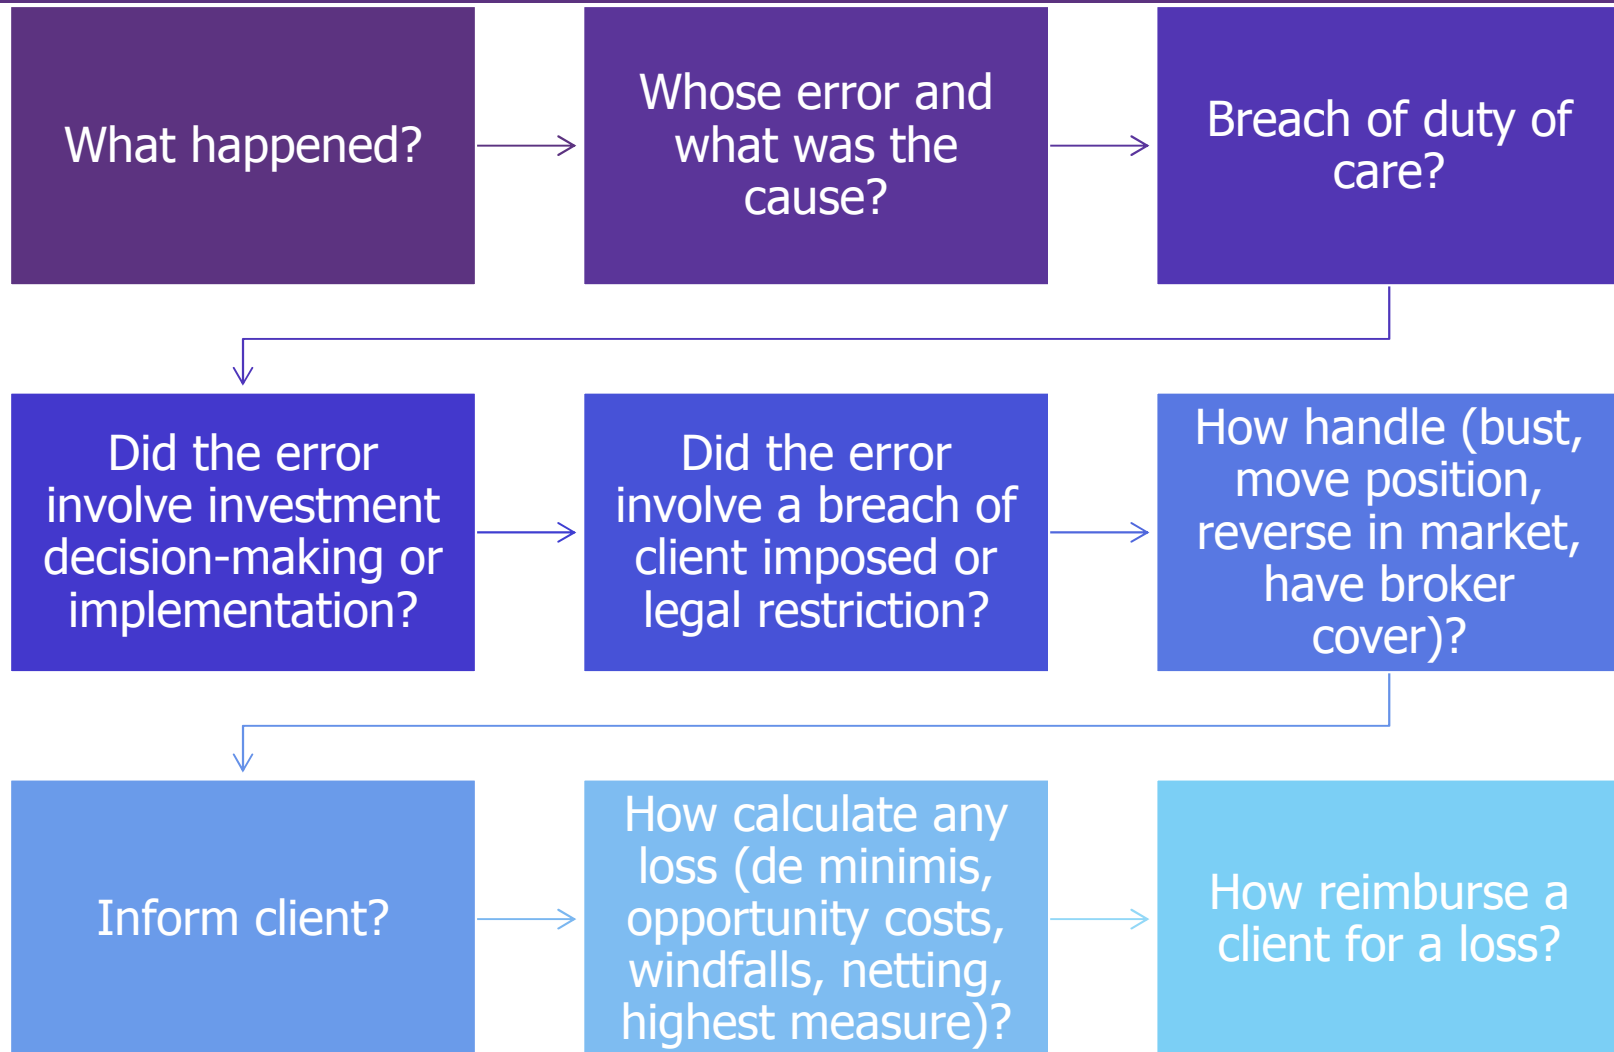 What happened?
Whose error and
what was the
cause?
Breach of duty of
care?
Did the error
involve investment
decision-making or
implementation?
Did the error
involve a breach of
client imposed or
legal restriction?
How handle (bust,
move position,
reverse in market,
have broker
cover)?
Inform client?
How calculate any
loss (de minimis,
opportunity costs,
windfalls, netting,
highest measure)?
How reimburse a
client for a loss?